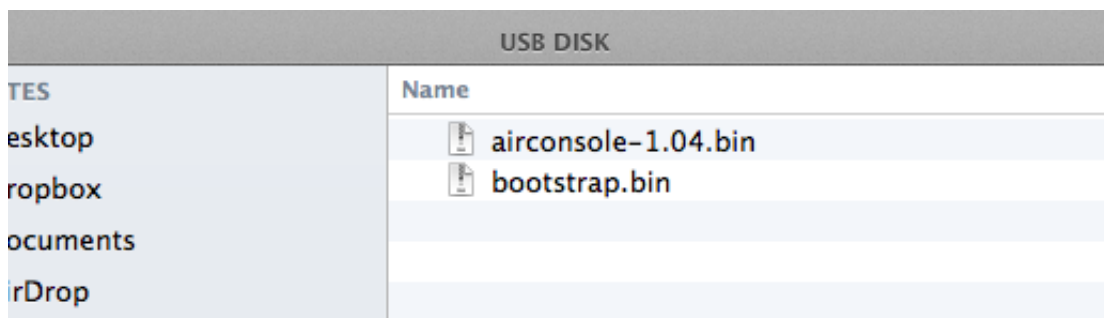 USB DISK
TES
esktop
ropbox
ocuments
irDrop
Name
airconsole-1.04.bin
bootstrap.bin